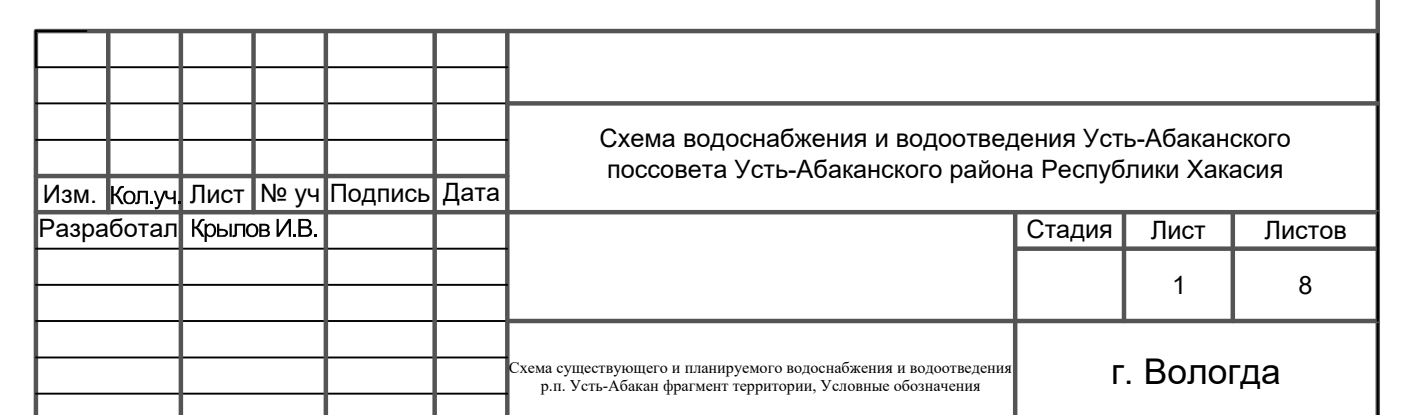 Схема водоснабжения и водоотведения Усть-Абаканского
поссовета Усть-Абаканского района Республики Хакасия
Изм. Кол.уч. Лист № уч Подпись Дата
Разработал Крылов И.В.
Стадия Лист Листов
1 8
Схема существующего и планируемого водоснабжения и водоотведения
р.п. Усть-Абакан фрагмент территории, Условные обозначения
г. Вологда